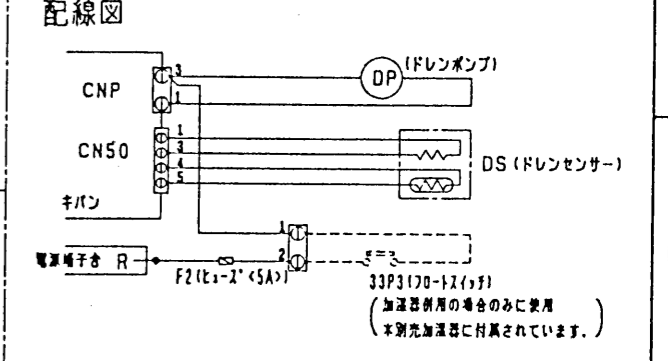 配線図
(ドレンポンプ)
CNP
3
DP
1
CN50
1
3
4
5
DS(ドレンセンサー)
キバン
電源端子台 R
1
2
F2(ヒューズ<5A>)
33P3(フロートスイッチ)
(加湿器併用の場合のみに使用
本別売加湿器に付属されています.)